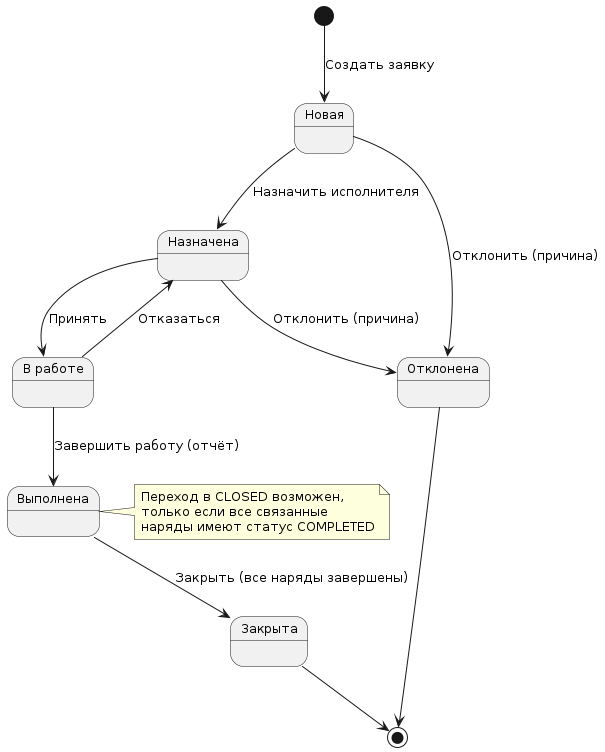 Создать заявку
Новая
Назначить исполнителя
Назначена
Отклонить (причина)
Принять
Отказаться
Отклонить (причина)
В работе
Отклонена
Завершить работу (отчёт)
Выполнена
Переход в CLOSED возможен,
только если все связанные
наряды имеют статус COMPLETED
Закрыть (все наряды завершены)
Закрыта